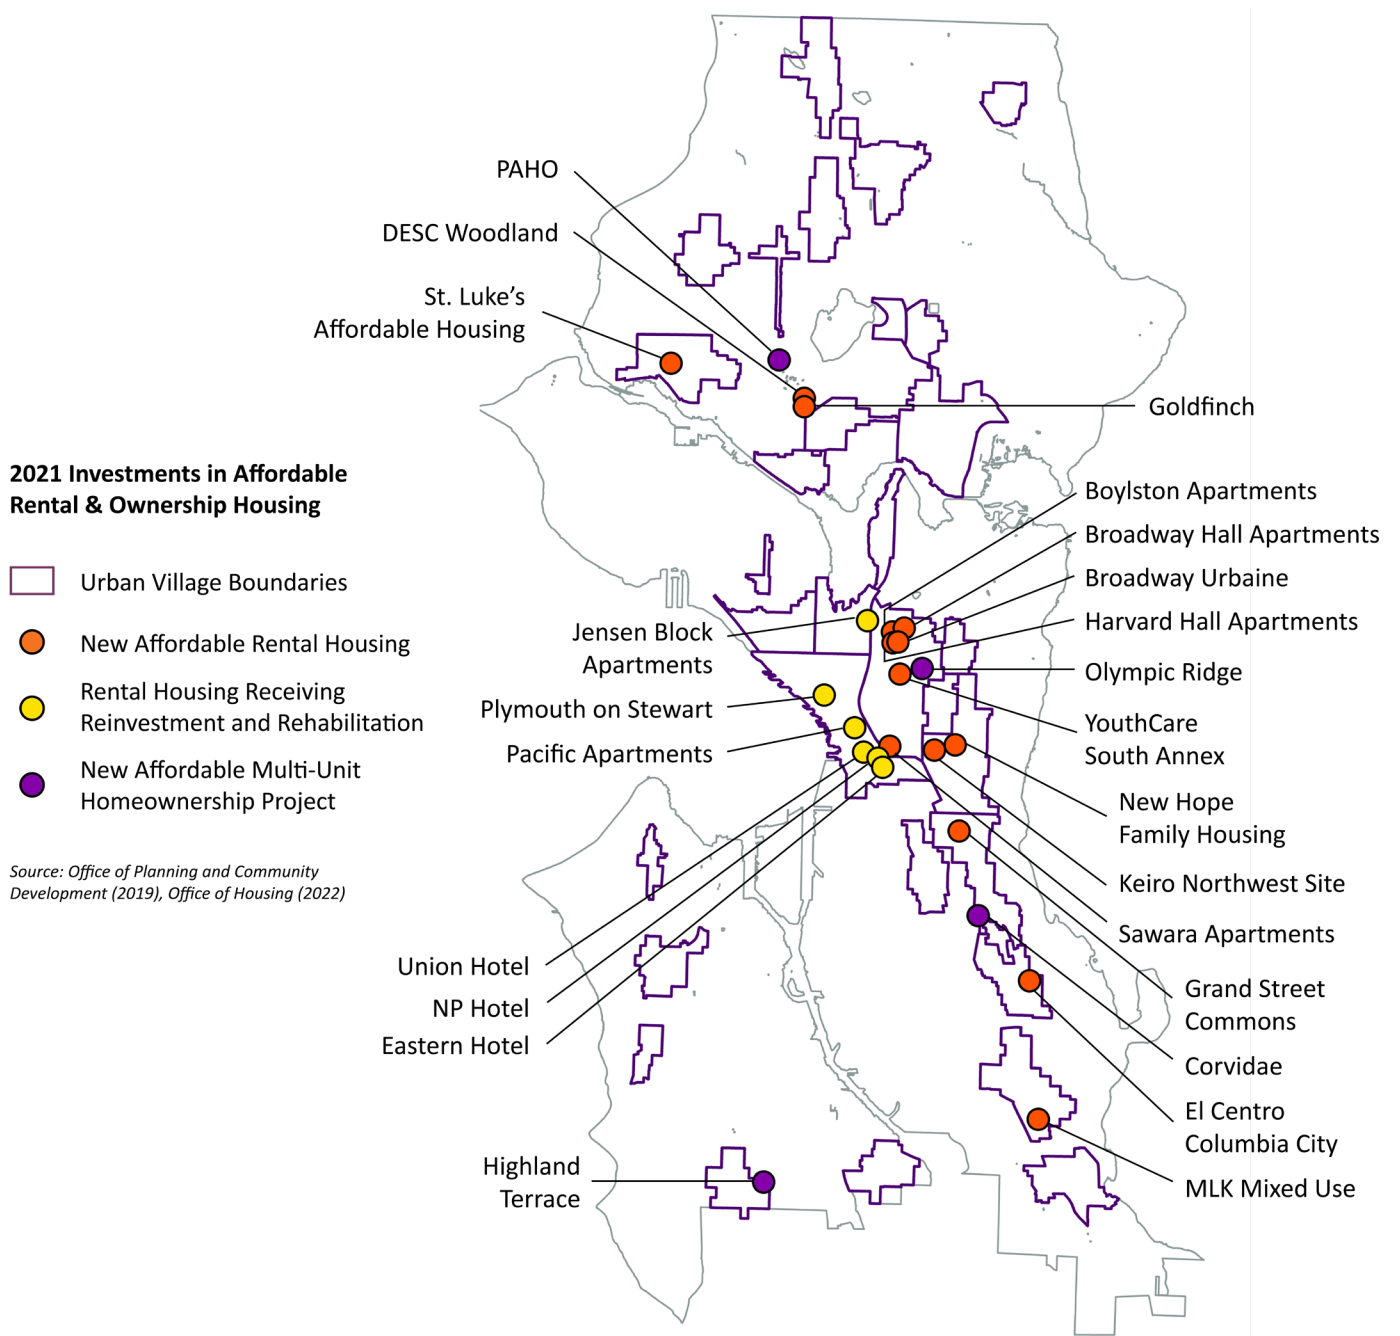 PAHO
DESC Woodland
St. Luke’s
Affordable Housing
Goldfinch
2021 Investments in Affordable
Rental & Ownership Housing
Urban Village Boundaries
New Affordable Rental Housing
Rental Housing Receiving
Reinvestment and Rehabilitation
New Affordable Multi-Unit
Homeownership Project
Source: Office of Planning and Community
Development (2019), Office of Housing (2022)
Boylston Apartments
Broadway Hall Apartments
Broadway Urbaine
Harvard Hall Apartments
Olympic Ridge
YouthCare
South Annex
New Hope
Family Housing
Keiro Northwest Site
Sawara Apartments
Grand Street
Commons
Corvidae
El Centro
Columbia City
MLK Mixed Use
Jensen Block
Apartments
Plymouth on Stewart
Pacific Apartments
Union Hotel
NP Hotel
Eastern Hotel
Highland
Terrace